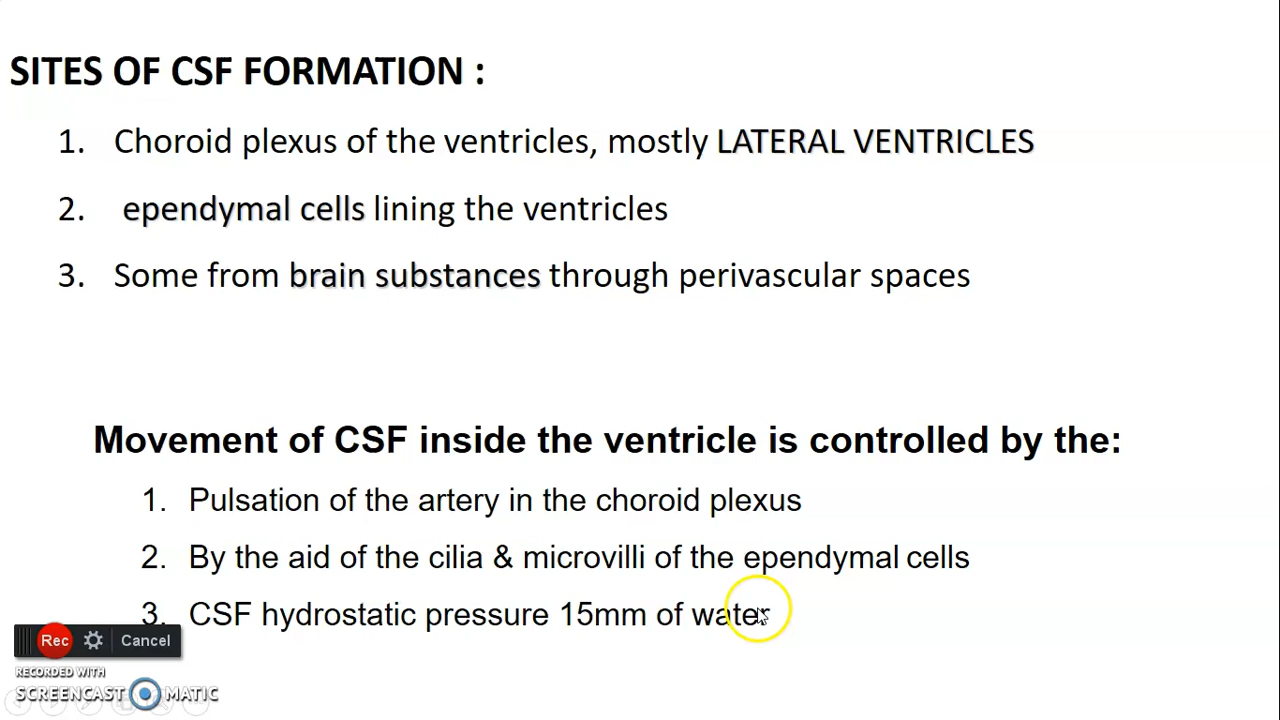 SITES OF CSF FORMATION :
1. Choroid plexus of the ventricles, mostly LATERAL VENTRICLES
2. ependymal cells lining the ventricles
3. Some from brain substances through perivascular spaces
Movement of CSF inside the ventricle is controlled by the:
1. Pulsation of the artery in the choroid plexus
2. By the aid of the cilia & microvilli of the ependymal cells
3. CSF hydrostatic pressure 15mm of water
Rec Cancel
RECORDED WITH
SCREENCAST MATIC